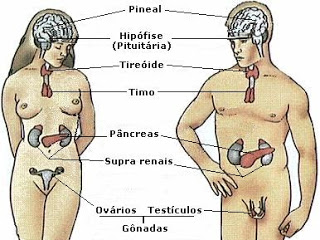 Pineal
Hipófise
(Pituitária)
Tireóide
Timo
Pâncreas
Supra renais
Ovários Testículos
Gônadas